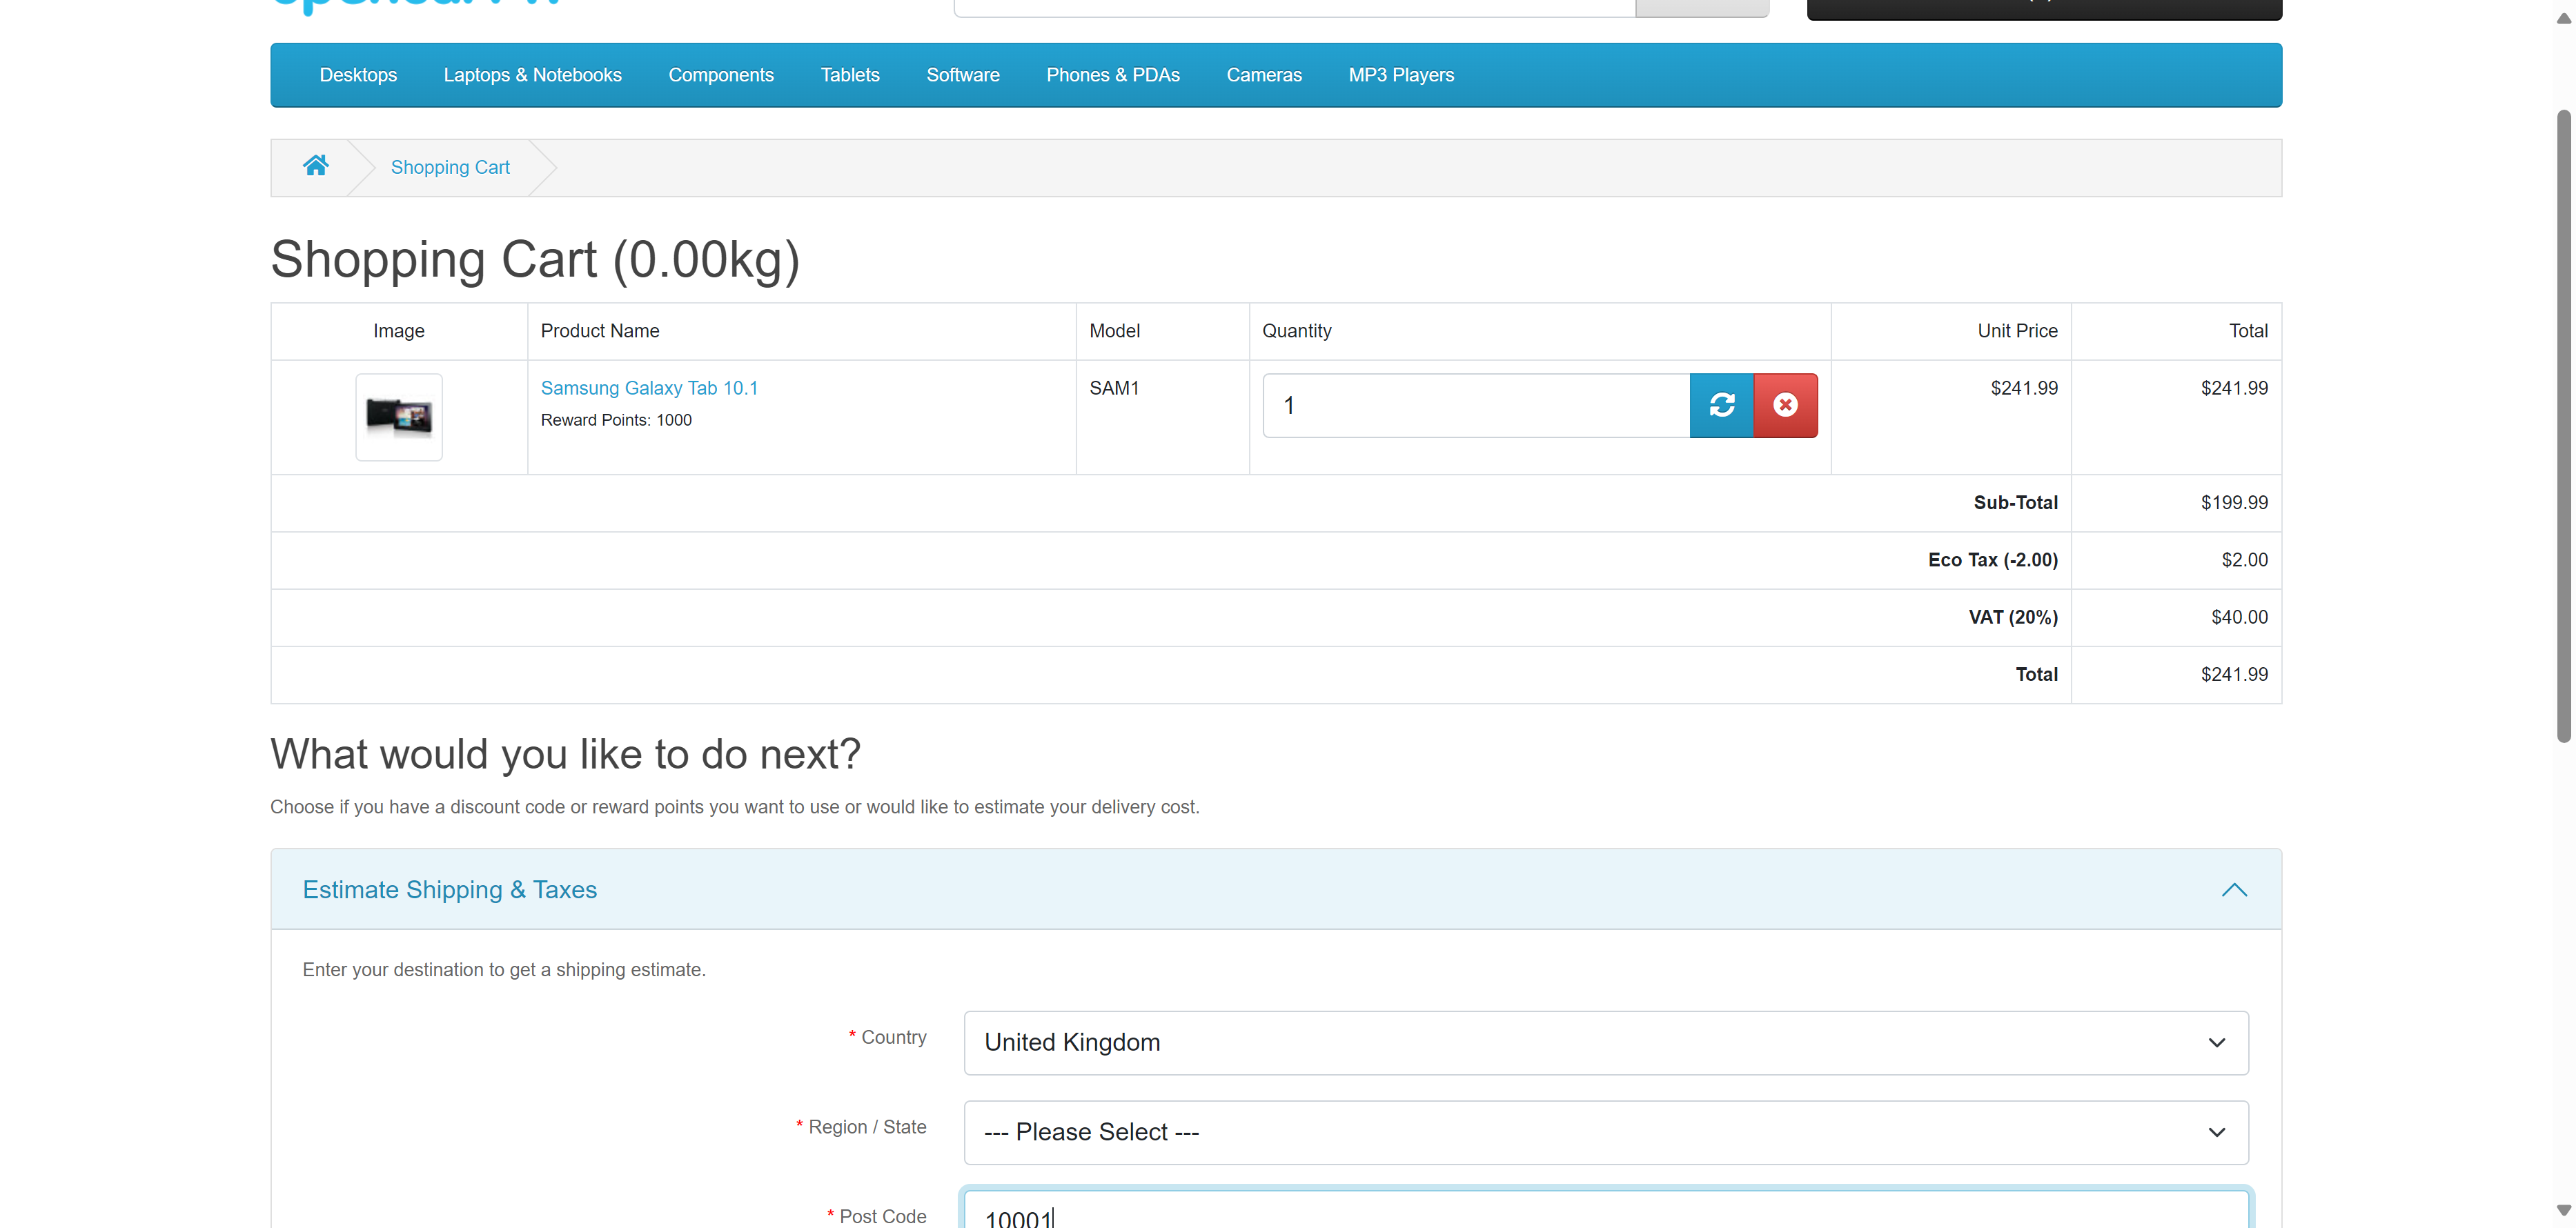 Desktops Laptops & Notebooks Components Tablets Software Phones & PDAs Cameras MP3 Players
Shopping Cart
Shopping Cart (0.00kg)
Image Product Name Model Quantity Unit Price Total
Samsung Galaxy Tab 10.1 SAM1 1 $241.99 $241.99
Reward Points: 1000
Sub-Total $199.99
Eco Tax (-2.00) $2.00
VAT (20%) $40.00
Total $241.99
What would you like to do next?
Choose if you have a discount code or reward points you want to use or would like to estimate your delivery cost.
Estimate Shipping & Taxes
Enter your destination to get a shipping estimate.
* Country United Kingdom
* Region / State --- Please Select ---
* Post Code 10001